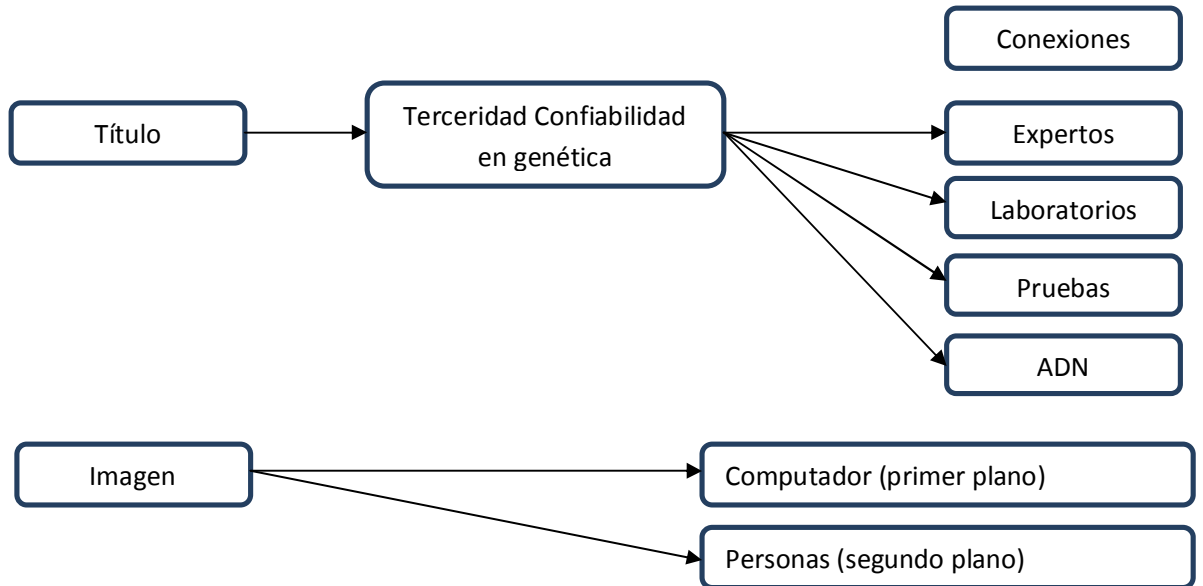 Conexiones
Título
Terceridad Confiabilidad
en genética
Expertos
Laboratorios
Pruebas
ADN
Imagen
Computador (primer plano)
Personas (segundo plano)